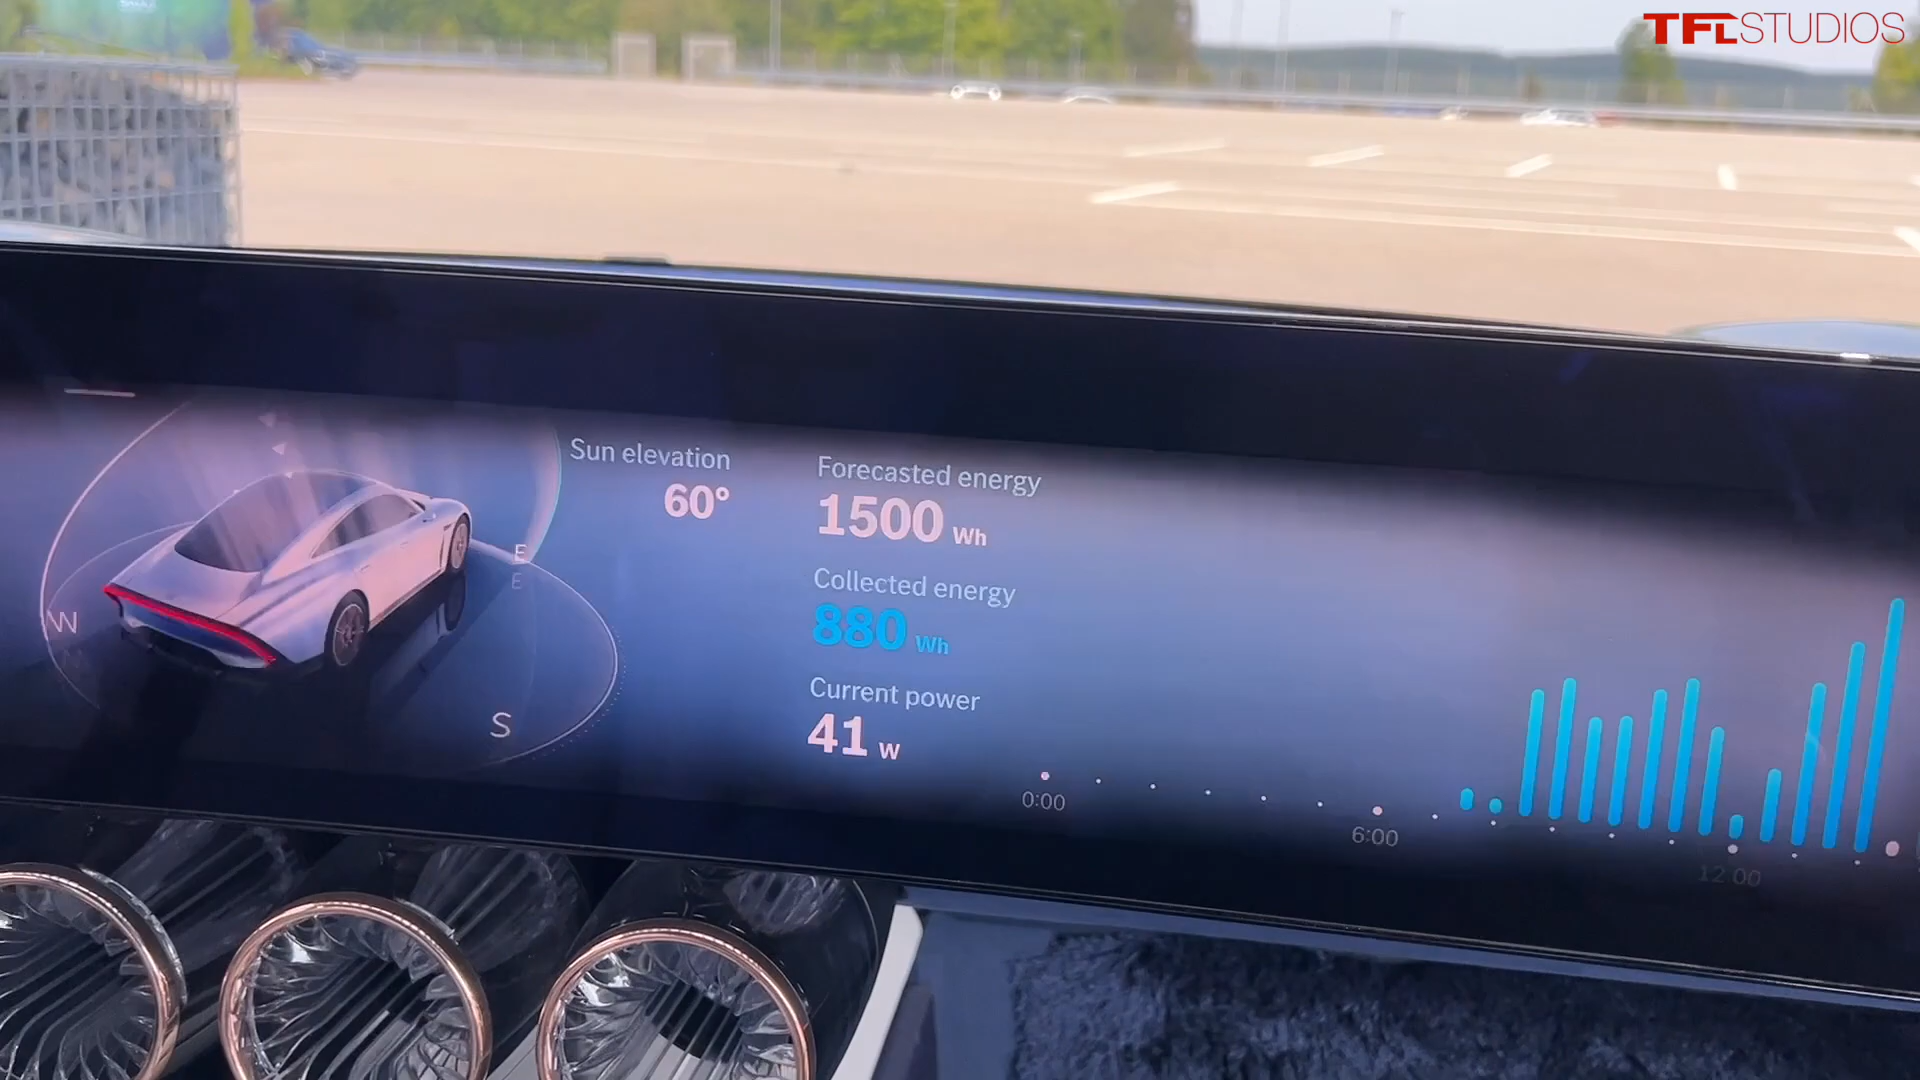 TFLSTUDIOS
Sun elevation
60°
Forecasted energy
1500 Wh
Collected energy
880 Wh
Current power
41 W
E
E
W
S
0:00
6:00
12:00